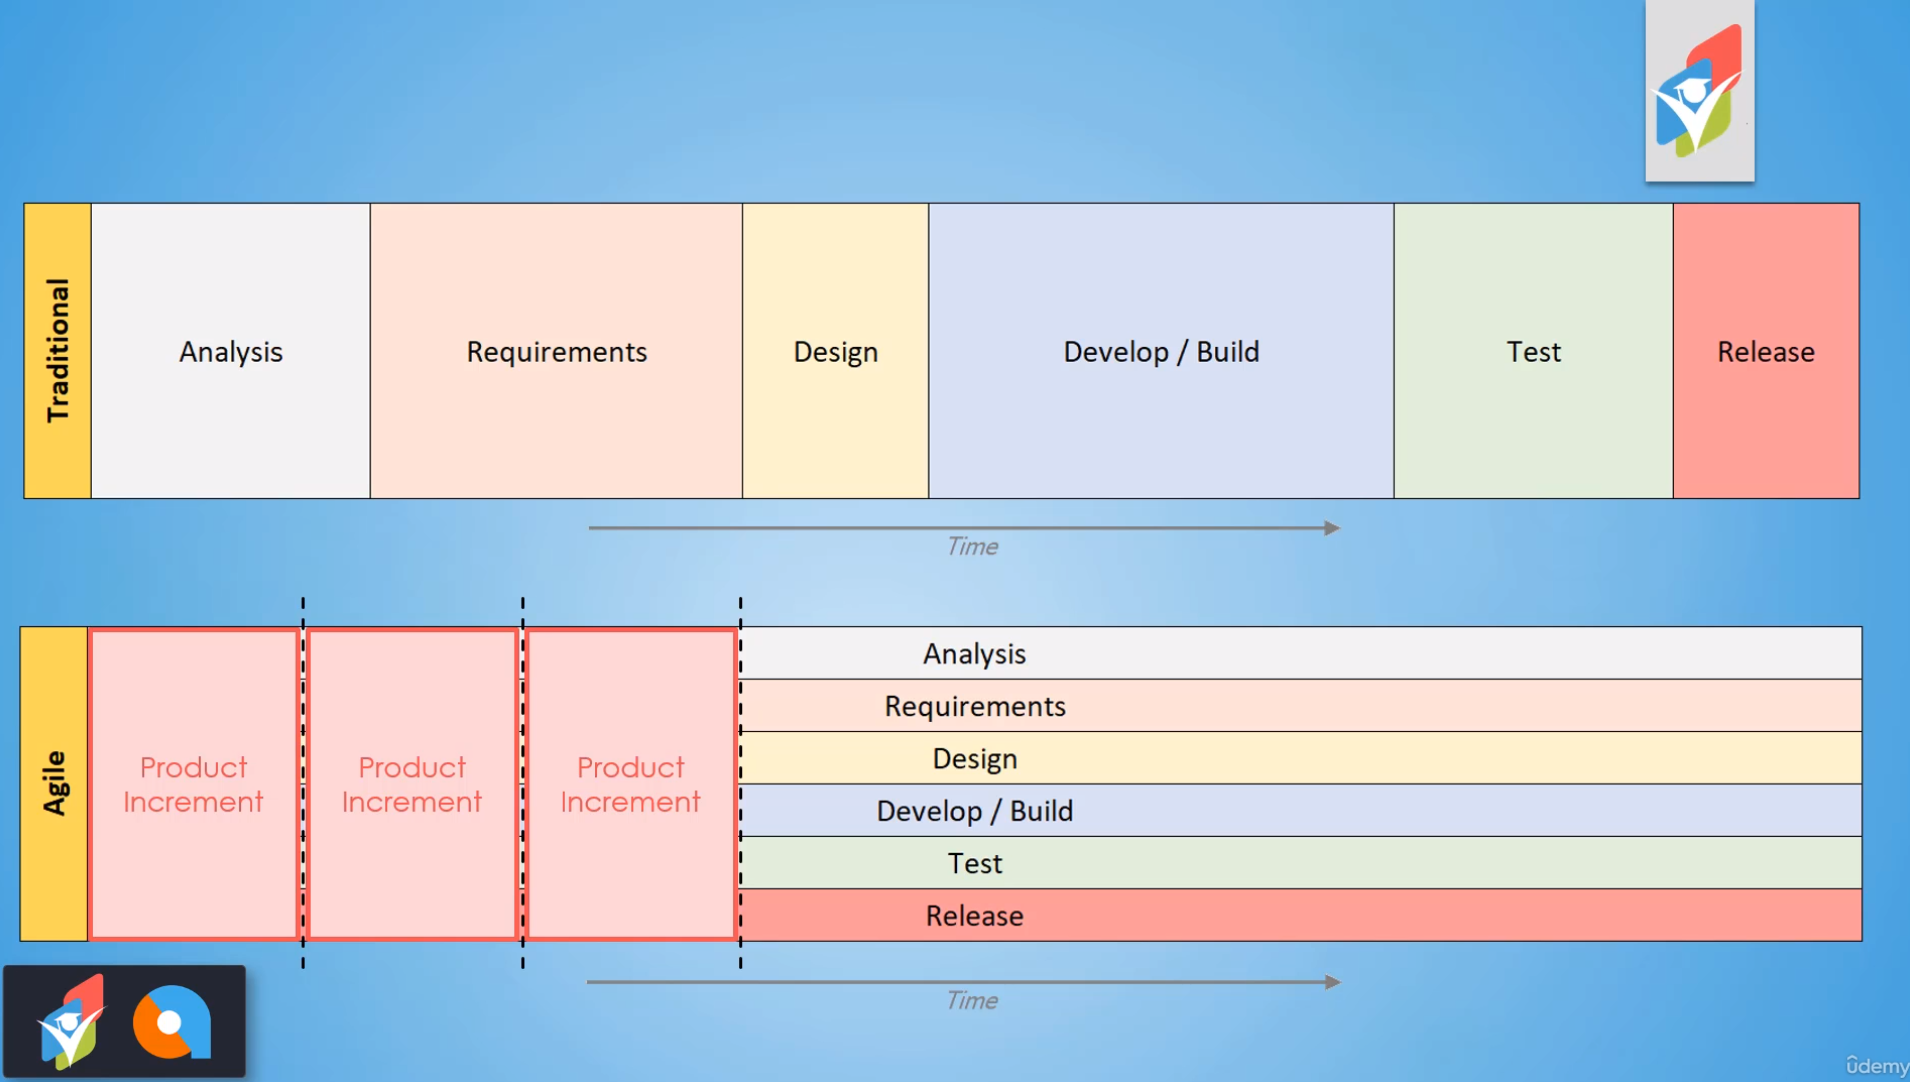 Traditional
Analysis
Requirements
Design
Develop / Build
Test
Release
Time
Agile
Product
Increment
Product
Increment
Product
Increment
Analysis
Requirements
Design
Develop / Build
Test
Release
Time
ûdemy